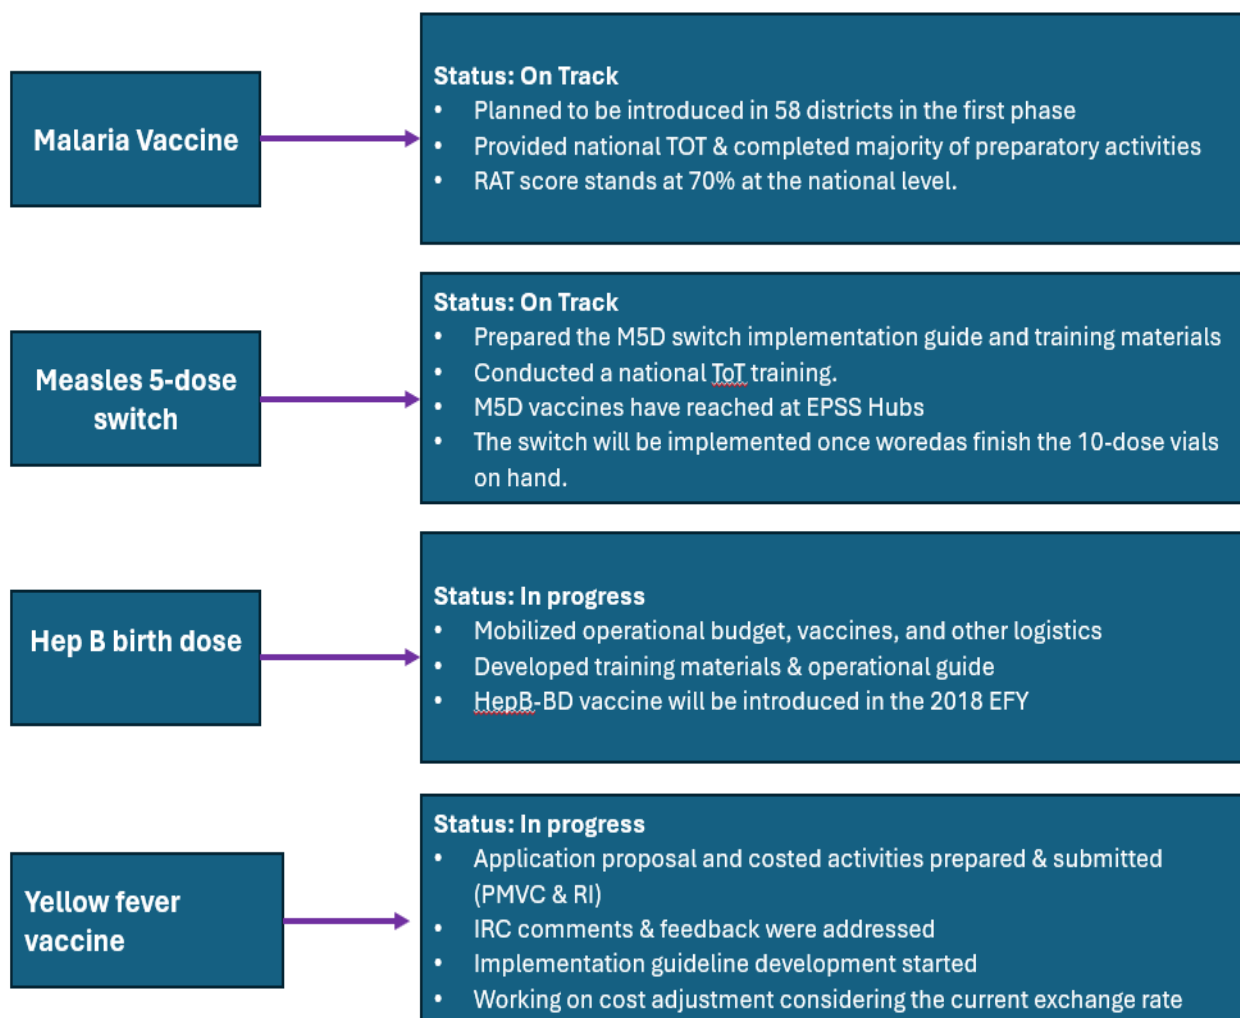 Malaria Vaccine
Status: On Track
• Planned to be introduced in 58 districts in the first phase
• Provided national TOT & completed majority of preparatory activities
• RAT score stands at 70% at the national level.
Measles 5-dose
switch
Status: On Track
• Prepared the M5D switch implementation guide and training materials
• Conducted a national ToT training.
• M5D vaccines have reached at EPSS Hubs
• The switch will be implemented once woredas finish the 10-dose vials
on hand.
Hep B birth dose
Status: In progress
• Mobilized operational budget, vaccines, and other logistics
• Developed training materials & operational guide
• HepB-BD vaccine will be introduced in the 2018 EFY
Yellow fever
vaccine
Status: In progress
• Application proposal and costed activities prepared & submitted
(PMVC & RI)
• IRC comments & feedback were addressed
• Implementation guideline development started
• Working on cost adjustment considering the current exchange rate